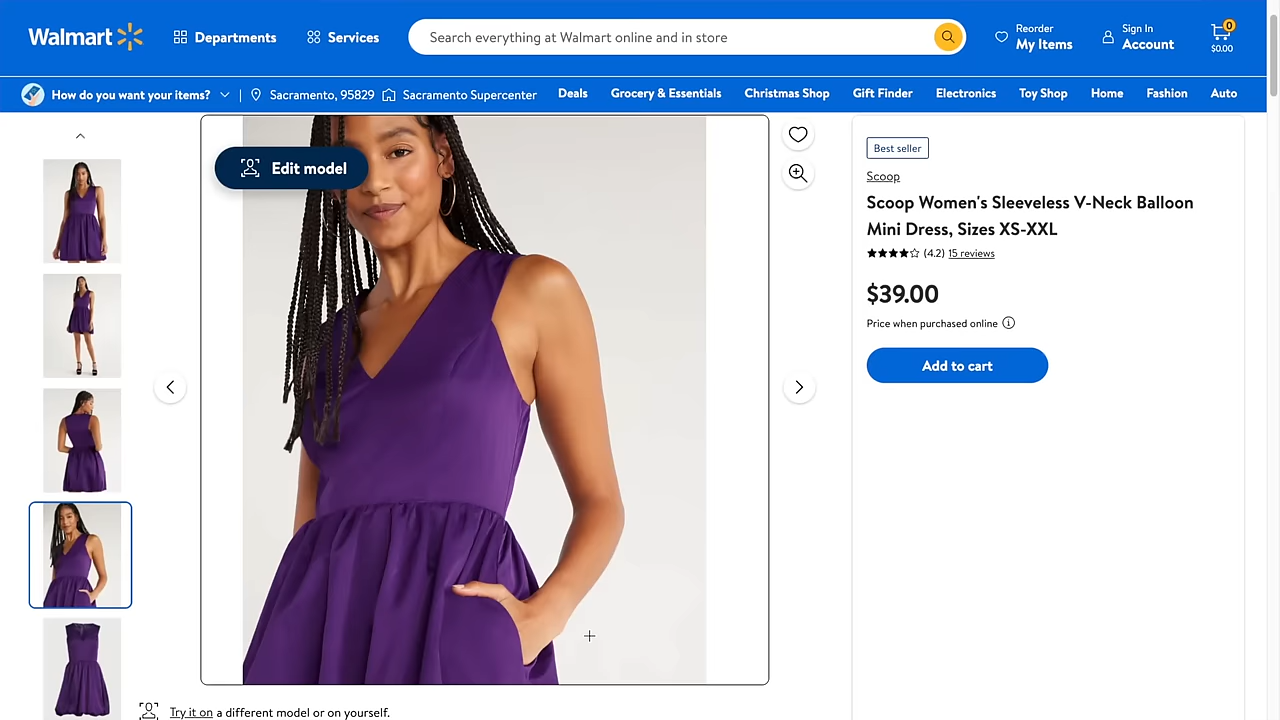 Walmart
Departments
Services
Search everything at Walmart online and in store
Reorder
My Items
Sign In
Account
0
$0.00
How do you want your items?
Sacramento, 95829
Sacramento Supercenter
Deals
Grocery & Essentials
Christmas Shop
Gift Finder
Electronics
Toy Shop
Home
Fashion
Auto
Edit model
Best seller
Scoop
Scoop Women's Sleeveless V-Neck Balloon
Mini Dress, Sizes XS-XXL
(4.2) 15 reviews
$39.00
Price when purchased online
Add to cart
Try it on a different model or on yourself.